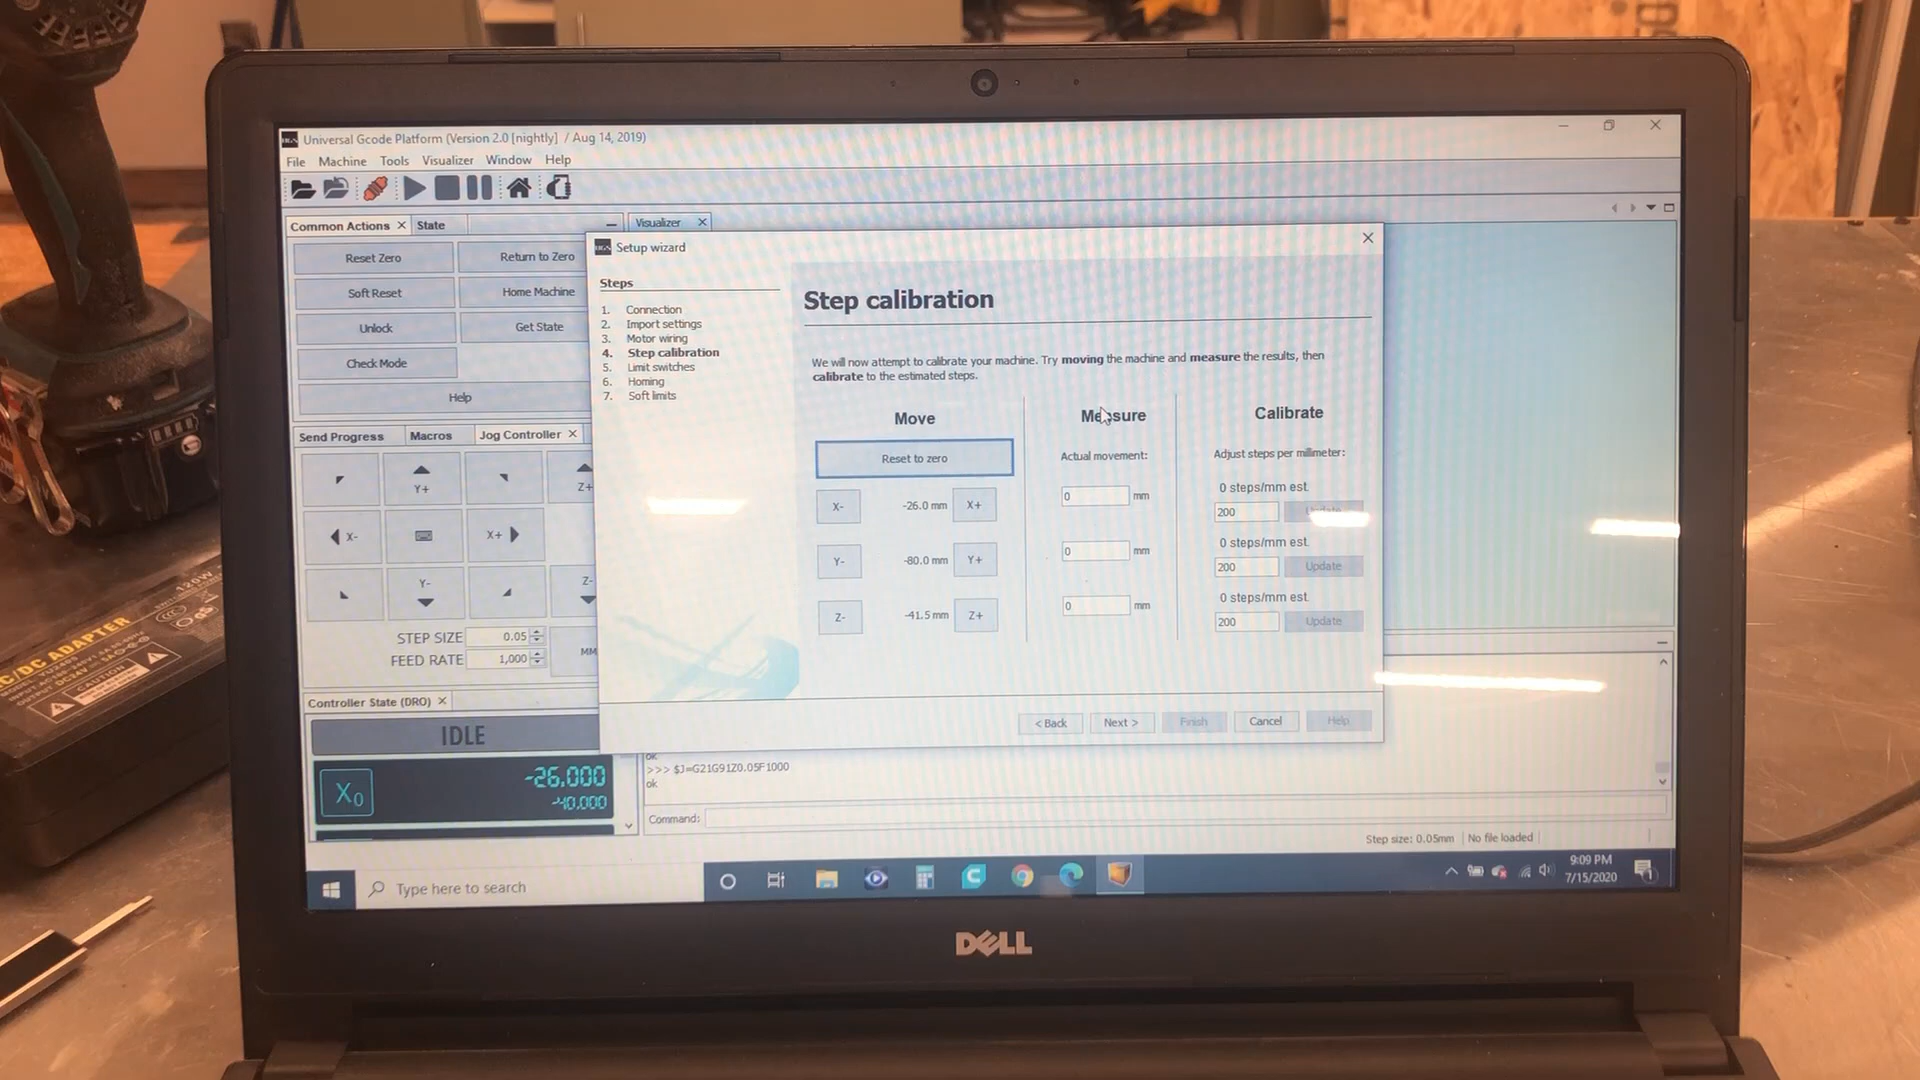 Universal Gcode Platform (Version 2.0 [nightly] / Aug 14, 2019)
File Machine Tools Visualizer Window Help
Common Actions State
Visualizer
Reset Zero
Return to Zero
Soft Reset
Home Machine
Unlock
Get State
Check Mode
Help
Send Progress Macros Jog Controller
Y+
Z+
X-
X+
Y-
Z-
STEP SIZE 0.05
FEED RATE 1,000
MM
Controller State (DRO)
IDLE
X0 -26.000
-40.000
Setup wizard
Steps
1. Connection
2. Import settings
3. Motor wiring
4. Step calibration
5. Limit switches
6. Homing
7. Soft limits
Step calibration
We will now attempt to calibrate your machine. Try moving the machine and measure the results, then
calibrate to the estimated steps.
Move Measure Calibrate
Reset to zero
Actual movement:
Adjust steps per millimeter:
0 steps/mm est.
X- -26.0 mm X+ 0 mm 200 Update
0 steps/mm est.
Y- -80.0 mm Y+ 0 mm 200 Update
0 steps/mm est.
Z- -41.5 mm Z+ 0 mm 200 Update
< Back Next > Finish Cancel Help
ok
>>> $J=G21G91Z0.05F1000
ok
Command:
Step size: 0.05mm No file loaded
Type here to search
9:09 PM
7/15/2020
DELL
120W
AC/DC ADAPTER
CAUTION